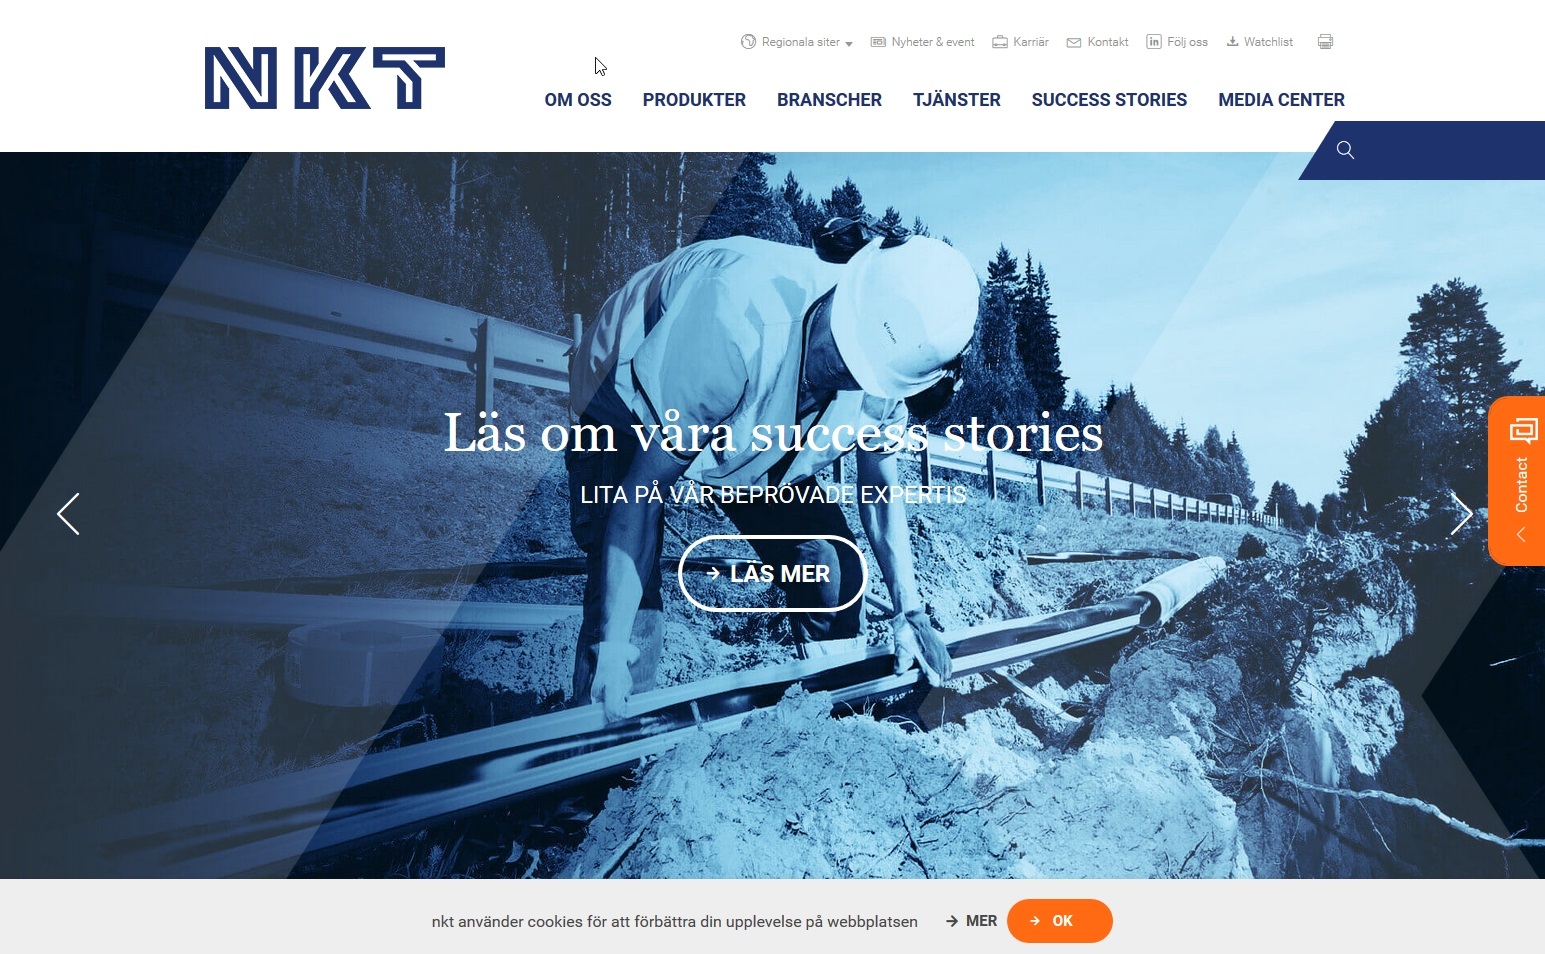 NKT
Regionala siter
Nyheter & event
Karriär
Kontakt
Följ oss
Watchlist
OM OSS
PRODUKTER
BRANSCHER
TJÄNSTER
SUCCESS STORIES
MEDIA CENTER
Läs om våra success stories
LITA PÅ VÅR BEPRÖVADE EXPERTIS
LÄS MER
Contact
nkt använder cookies för att förbättra din upplevelse på webbplatsen
MER
OK